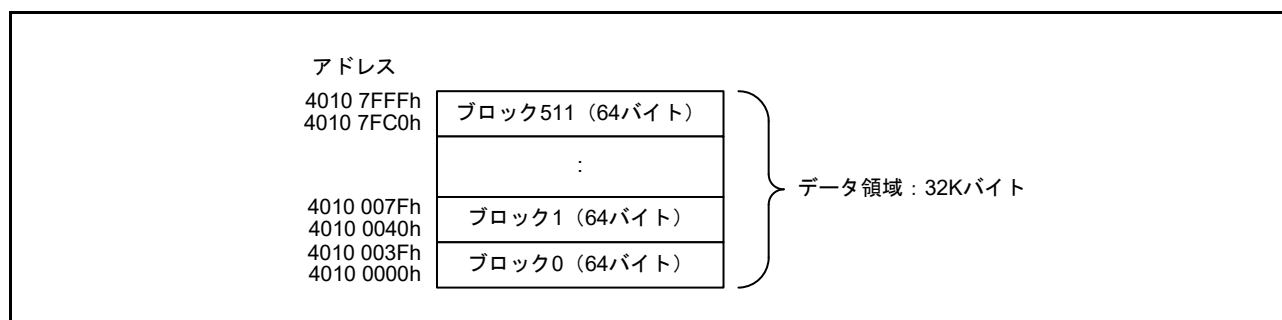 アドレス
4010 7FFFh
4010 7FC0h
ブロック511（64バイト）
:
データ領域：32Kバイト
4010 007Fh
4010 0040h
ブロック1（64バイト）
4010 003Fh
4010 0000h
ブロック0（64バイト）